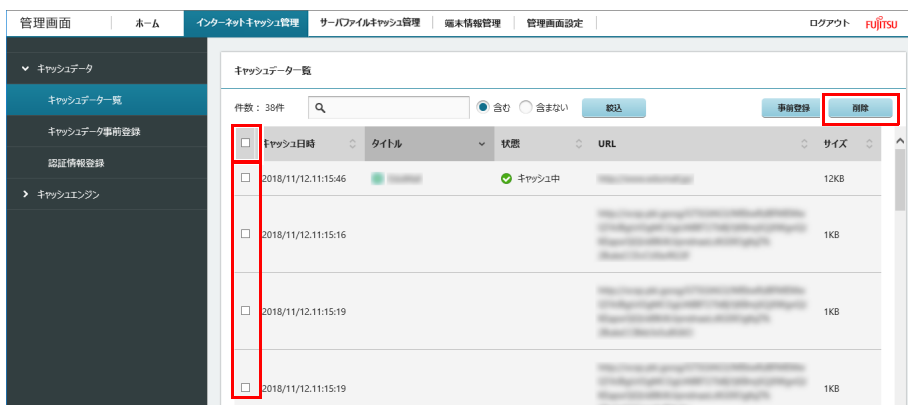 管理画面 ホーム インターネットキャッシュ管理 サーバファイルキャッシュ管理 端末情報管理 管理画面設定 ログアウト FUJITSU
キャッシュデータ
キャッシュデータ一覧
キャッシュデータ事前登録
認証情報登録
キャッシュエンジン
キャッシュデータ一覧
件数： 38件 含む 含まない 絞込 事前登録 削除
キャッシュ日時 タイトル 状態 URL サイズ
2018/11/12.11:15:46 キャッシュ中 12KB
2018/11/12.11:15:16 1KB
2018/11/12.11:15:19 1KB
2018/11/12.11:15:19 1KB